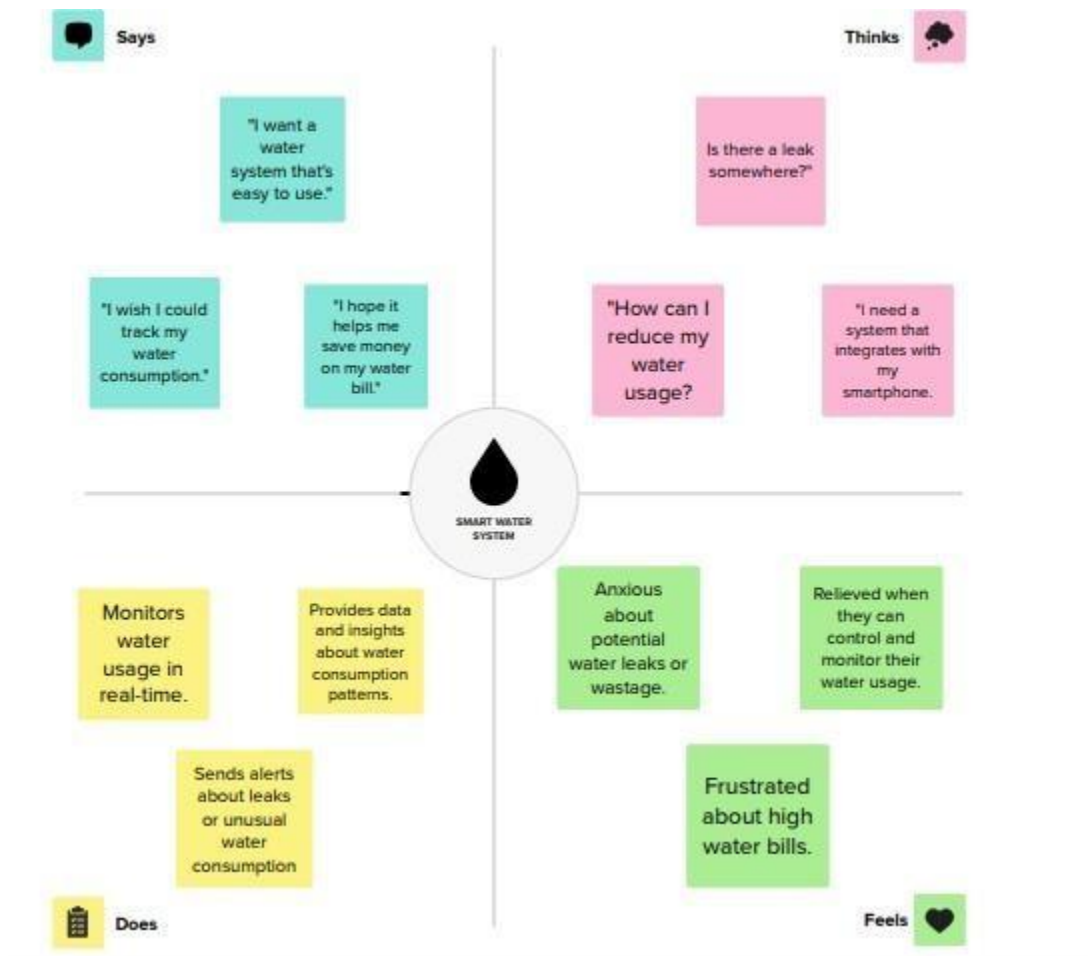 Says
Thinks
"I want a
water
system that's
easy to use."
Is there a leak
somewhere?"
"I wish I could
track my
water
consumption."
"I hope it
helps me
save money
on my water
bill."
"How can I
reduce my
water
usage?
"I need a
system that
integrates with
my
smartphone.
SMART WATER
SYSTEM
Monitors
water
usage in
real-time.
Provides data
and insights
about water
consumption
patterns.
Anxious
about
potential
water leaks or
wastage.
Relieved when
they can
control and
monitor their
water usage.
Sends alerts
about leaks
or unusual
water
consumption
Frustrated
about high
water bills.
Does
Feels